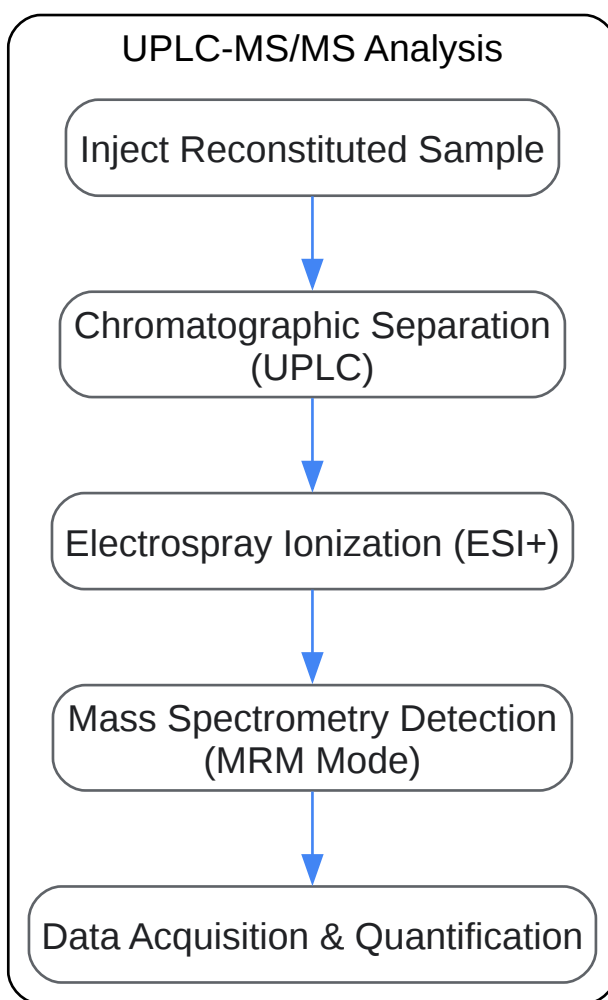 UPLC-MS/MS Analysis
Inject Reconstituted Sample
Chromatographic Separation
(UPLC)
Electrospray Ionization (ESI+)
Mass Spectrometry Detection
(MRM Mode)
Data Acquisition & Quantification